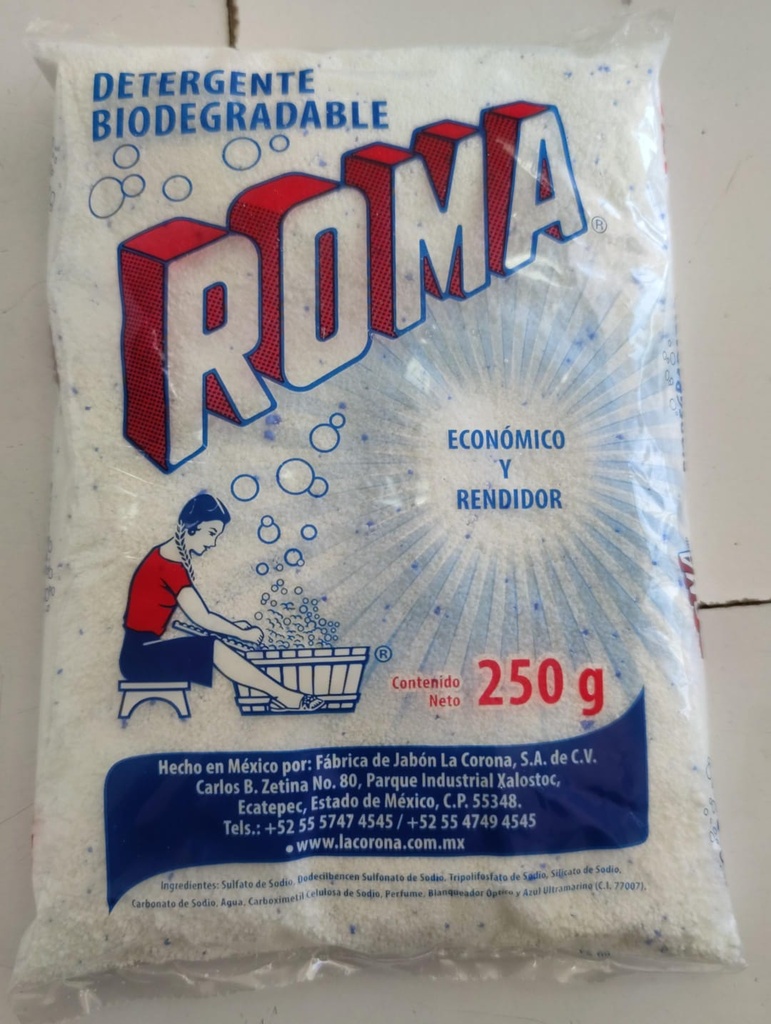 DETERGENTE
BIODEGRADABLE
ROMA ®
ECONÓMICO
Y
RENDIDOR
®
Contenido
Neto
250 g
Hecho en México por: Fábrica de Jabón La Corona, S.A. de C.V.
Carlos B. Zetina No. 80, Parque Industrial Xalostoc,
Ecatepec, Estado de México, C.P. 55348.
Tels.: +52 55 5747 4545 / +52 55 4749 4545
• www.lacorona.com.mx
Ingredientes: Sulfato de Sodio, Dodecilbencen Sulfonato de Sodio, Tripolifosfato de Sodio, Silicato de Sodio,
Carbonato de Sodio, Agua, Carboximetil Celulosa de Sodio, Perfume, Blanqueador Óptico y Azul Ultramarino (C.I. 77007).